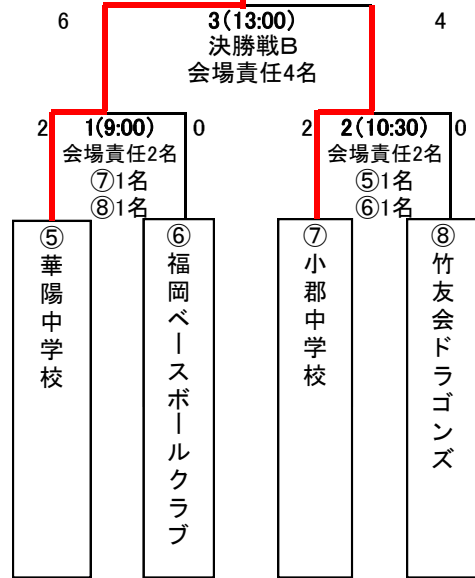 6 3(13:00) 4
決勝戦B
会場責任4名
2 1(9:00) 0 2 2(10:30) 0
会場責任2名 会場責任2名
⑦1名 ⑤1名
⑧1名 ⑥1名
⑤華陽中学校
⑥福岡ベースボールクラブ
⑦小郡中学校
⑧竹友会ドラゴンズ